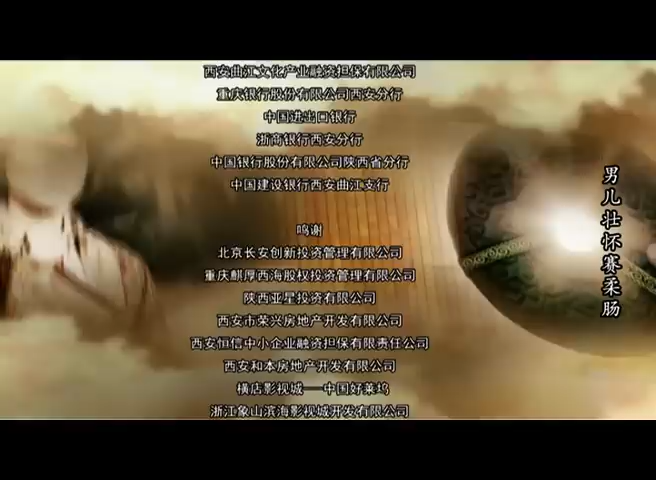 西安曲江文化产业融资担保有限公司
重庆银行股份有限公司西安分行
中国进出口银行
浙商银行西安分行
中国银行股份有限公司陕西省分行
中国建设银行西安曲江支行
鸣谢
北京长安创新投资管理有限公司
重庆麒厚西海股权投资管理有限公司
陕西亚星投资有限公司
西安市荣兴房地产开发有限公司
西安恒信中小企业融资担保有限责任公司
西安和本房地产开发有限公司
横店影视城——中国好莱坞
浙江象山滨海影视城开发有限公司
男儿壮怀赛柔肠